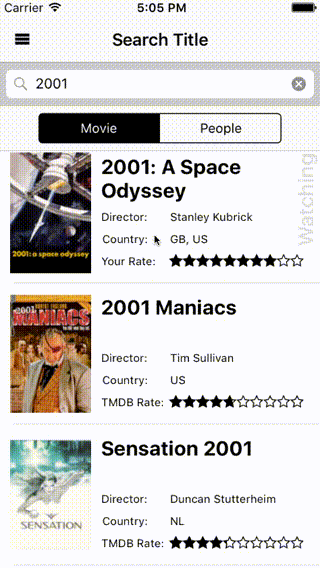 Carrier 5:05 PM
Search Title
2001
Movie People
2001: A Space
Odyssey
Director: Stanley Kubrick
Country: GB, US
Your Rate:
Watching
2001: a space odyssey
2001 Maniacs
Director: Tim Sullivan
Country: US
TMDB Rate:
2001
MANIACS
Sensation 2001
Director: Duncan Stutterheim
Country: NL
TMDB Rate:
SENSATION